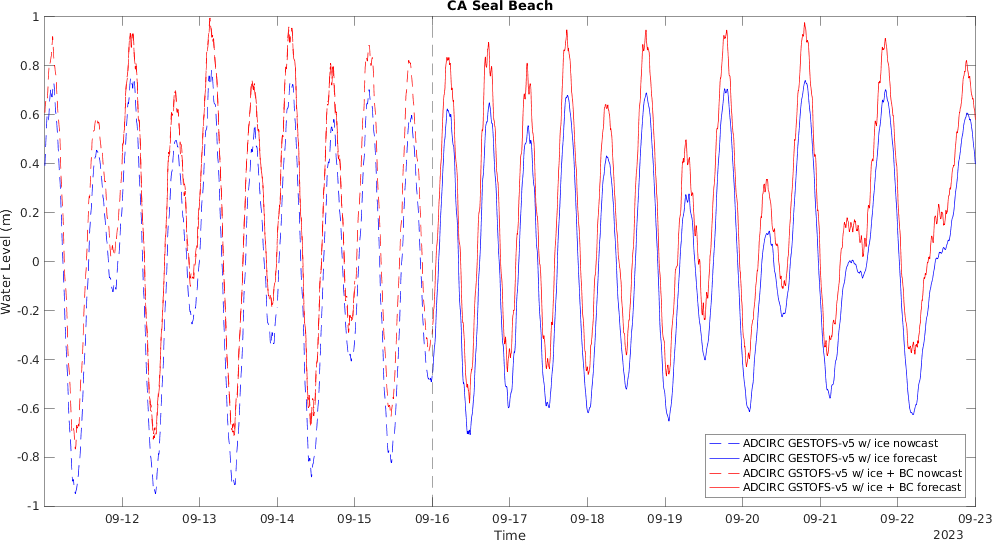 CA Seal Beach
1
0.8
0.6
0.4
0.2
0
-0.2
-0.4
-0.6
-0.8
-1
Water Level (m)
ADCIRC GESTOFS-v5 w/ ice nowcast
ADCIRC GESTOFS-v5 w/ ice forecast
ADCIRC GSTOFS-v5 w/ ice + BC nowcast
ADCIRC GSTOFS-v5 w/ ice + BC forecast
09-12 09-13 09-14 09-15 09-16 09-17 09-18 09-19 09-20 09-21 09-22 09-23
Time
2023